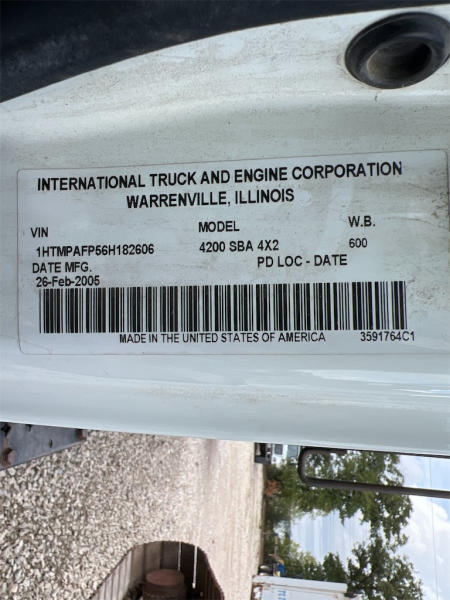 INTERNATIONAL TRUCK AND ENGINE CORPORATION
WARRENVILLE, ILLINOIS
VIN MODEL W.B.
1HTMPAFP56H182606 4200 SBA 4X2 600
DATE MFG. PD LOC - DATE
26-Feb-2005
MADE IN THE UNITED STATES OF AMERICA 3591764C1